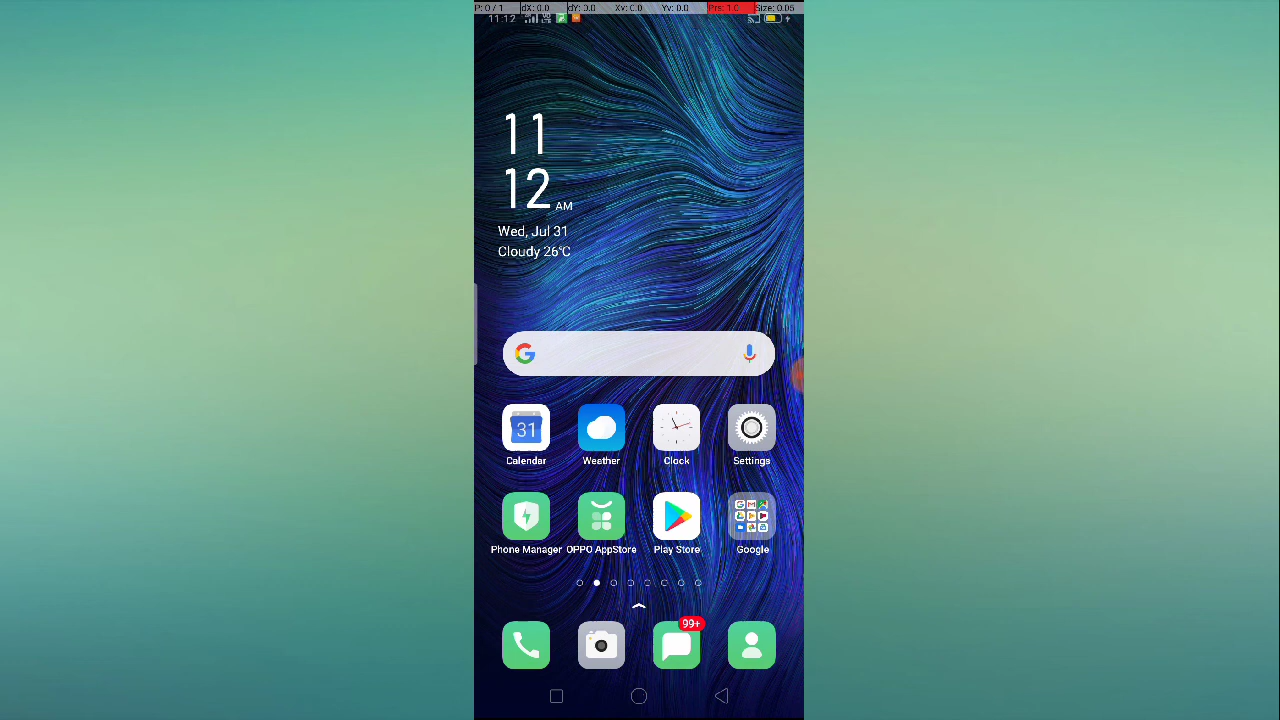 P: 0 / 1 dX: 0.0 dY: 0.0 Xv: 0.0 Yv: 0.0 Prs: 1.0 Size: 0.05
11:12
11
12 AM
Wed, Jul 31
Cloudy 26°C
31
Calendar Weather Clock Settings
Phone Manager OPPO AppStore Play Store Google
99+